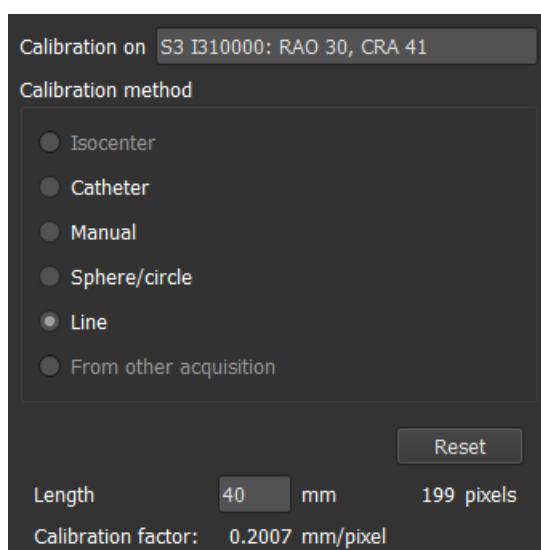 Calibration on S3 I310000: RAO 30, CRA 41
Calibration method
Isocenter
Catheter
Manual
Sphere/circle
Line
From other acquisition
Reset
Length 40 mm 199 pixels
Calibration factor: 0.2007 mm/pixel